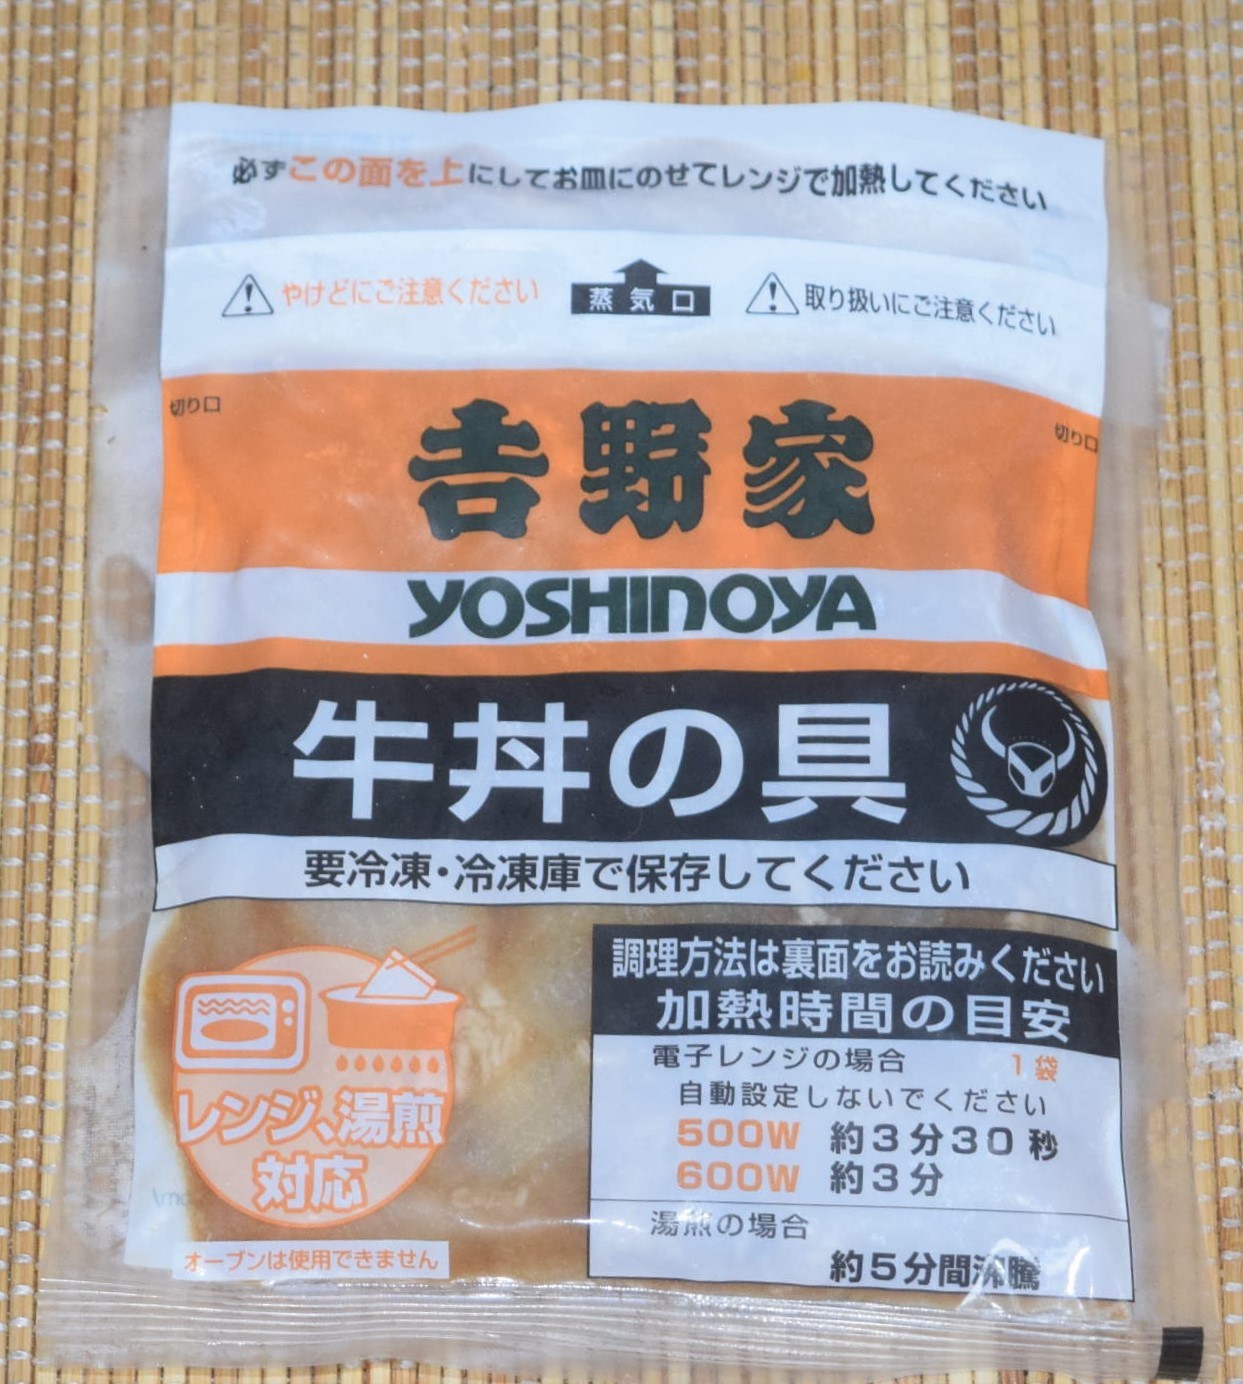 必ずこの面を上にしてお皿にのせてレンジで加熱してください
やけどにご注意ください
蒸気口
取り扱いにご注意ください
切り口
切り口
吉野家
YOSHINOYA
牛丼の具
要冷凍・冷凍庫で保存してください
調理方法は裏面をお読みください
加熱時間の目安
電子レンジの場合 1袋
自動設定しないでください
500W 約3分30秒
600W 約3分
湯煎の場合
約5分間沸騰
レンジ、湯煎
対応
オーブンは使用できません